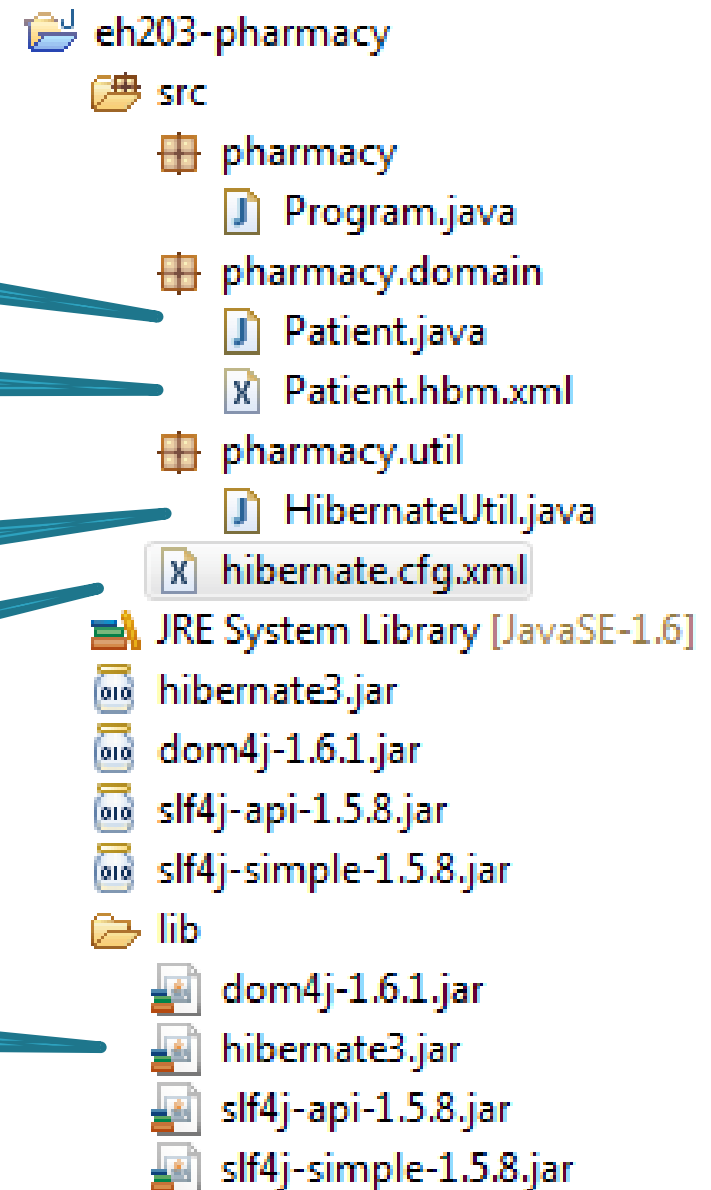 eh203-pharmacy
src
pharmacy
Program.java
pharmacy.domain
Patient.java
Patient.hbm.xml
pharmacy.util
HibernateUtil.java
hibernate.cfg.xml
JRE System Library [JavaSE-1.6]
hibernate3.jar
dom4j-1.6.1.jar
slf4j-api-1.5.8.jar
slf4j-simple-1.5.8.jar
lib
dom4j-1.6.1.jar
hibernate3.jar
slf4j-api-1.5.8.jar
slf4j-simple-1.5.8.jar